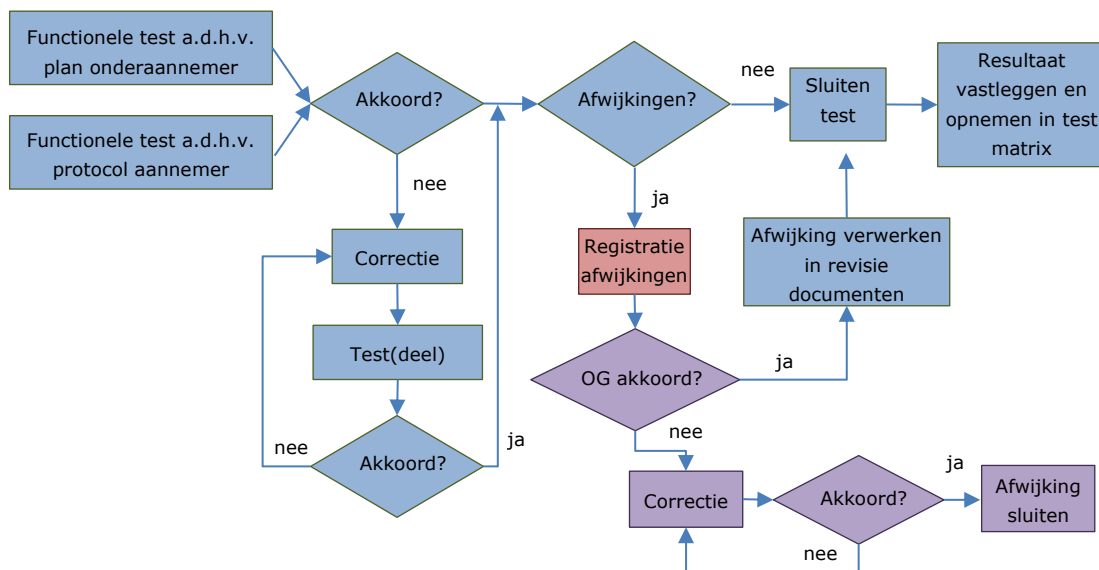 Functionele test a.d.h.v.
plan onderaannemer
Functionele test a.d.h.v.
protocol aannemer
Akkoord?
Afwijkingen?
nee
Sluiten
test
Resultaat
vastleggen en
opnemen in test
matrix
nee
ja
Correctie
Registratie
afwijkingen
Afwijking verwerken
in revisie
documenten
Test(deel)
OG akkoord?
ja
nee
Akkoord?
ja
nee
Correctie
Akkoord?
ja
Afwijking
sluiten
nee